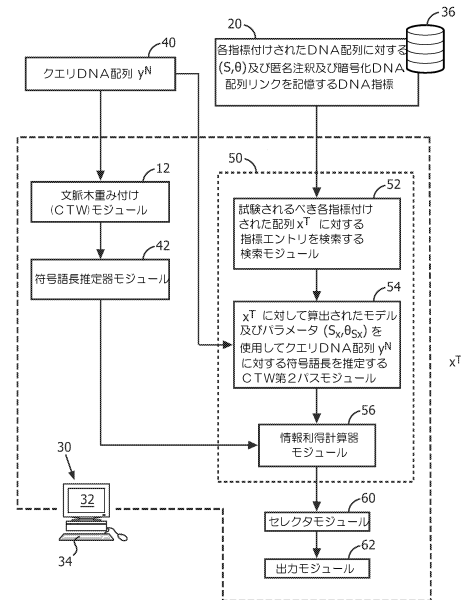 36
20
各指標付けされたDNA配列に対する
(S,θ)及び匿名注釈及び暗号化DNA
配列リンクを記憶するDNA指標
40
クエリDNA配列 y^N
50
12
文脈木重み付け
(CTW)モジュール
52
試験されるべき各指標付け
された配列x^T に対する
指標エントリを検索する
検索モジュール
42
符号語長推定器モジュール
54
x^T に対して算出されたモデル
及びパラメータ (S_x,θ_Sx) を
使用してクエリDNA配列 y^N
に対する符号語長を推定する
CTW第2パスモジュール
x^T
56
情報利得計算器
モジュール
30
32
34
60
セレクタモジュール
62
出力モジュール